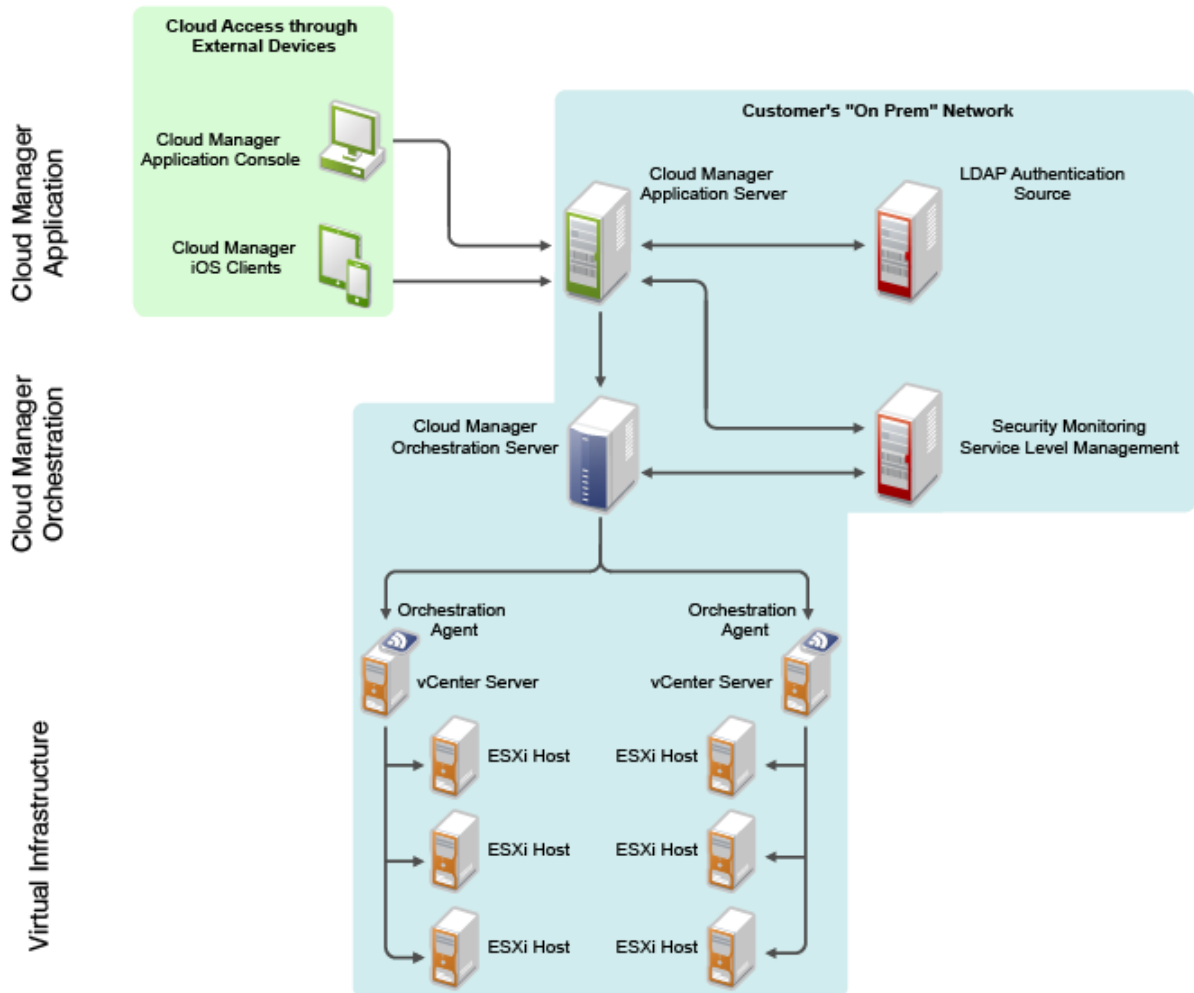 Cloud Access through
External Devices
Cloud Manager
Application Console
Cloud Manager
iOS Clients
Customer's "On Prem" Network
Cloud Manager
Application Server
LDAP Authentication
Source
Cloud Manager
Application
Cloud Manager
Orchestration Server
Security Monitoring
Service Level Management
Cloud Manager
Orchestration
Orchestration
Agent
vCenter Server
Orchestration
Agent
vCenter Server
ESXi Host
ESXi Host
ESXi Host
ESXi Host
ESXi Host
ESXi Host
Virtual Infrastructure